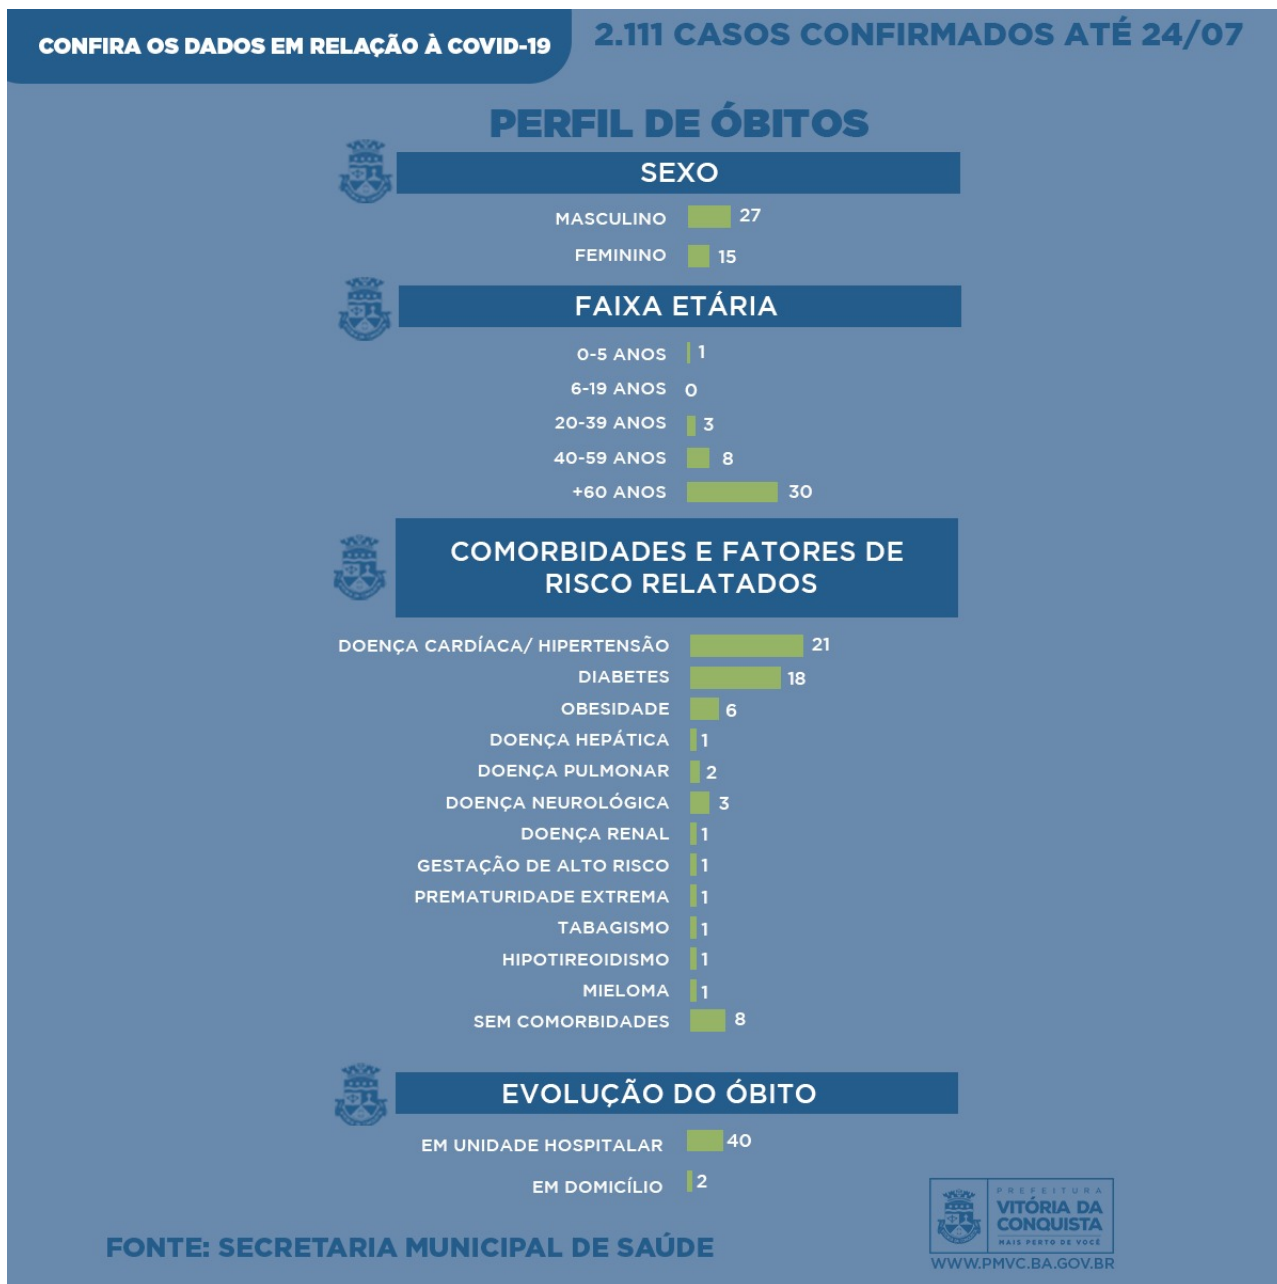 CONFIRA OS DADOS EM RELAÇÃO À COVID-19
2.111 CASOS CONFIRMADOS ATÉ 24/07
PERFIL DE ÓBITOS
SEXO
MASCULINO 27
FEMININO 15
FAIXA ETÁRIA
0-5 ANOS 1
6-19 ANOS 0
20-39 ANOS 3
40-59 ANOS 8
+60 ANOS 30
COMORBIDADES E FATORES DE
RISCO RELATADOS
DOENÇA CARDÍACA/ HIPERTENSÃO 21
DIABETES 18
OBESIDADE 6
DOENÇA HEPÁTICA 1
DOENÇA PULMONAR 2
DOENÇA NEUROLÓGICA 3
DOENÇA RENAL 1
GESTAÇÃO DE ALTO RISCO 1
PREMATURIDADE EXTREMA 1
TABAGISMO 1
HIPOTIREOIDISMO 1
MIELOMA 1
SEM COMORBIDADES 8
EVOLUÇÃO DO ÓBITO
EM UNIDADE HOSPITALAR 40
EM DOMICÍLIO 2
FONTE: SECRETARIA MUNICIPAL DE SAÚDE
PREFEITURA
VITÓRIA DA
CONQUISTA
MAIS PERTO DE VOCÊ
WWW.PMVC.BA.GOV.BR